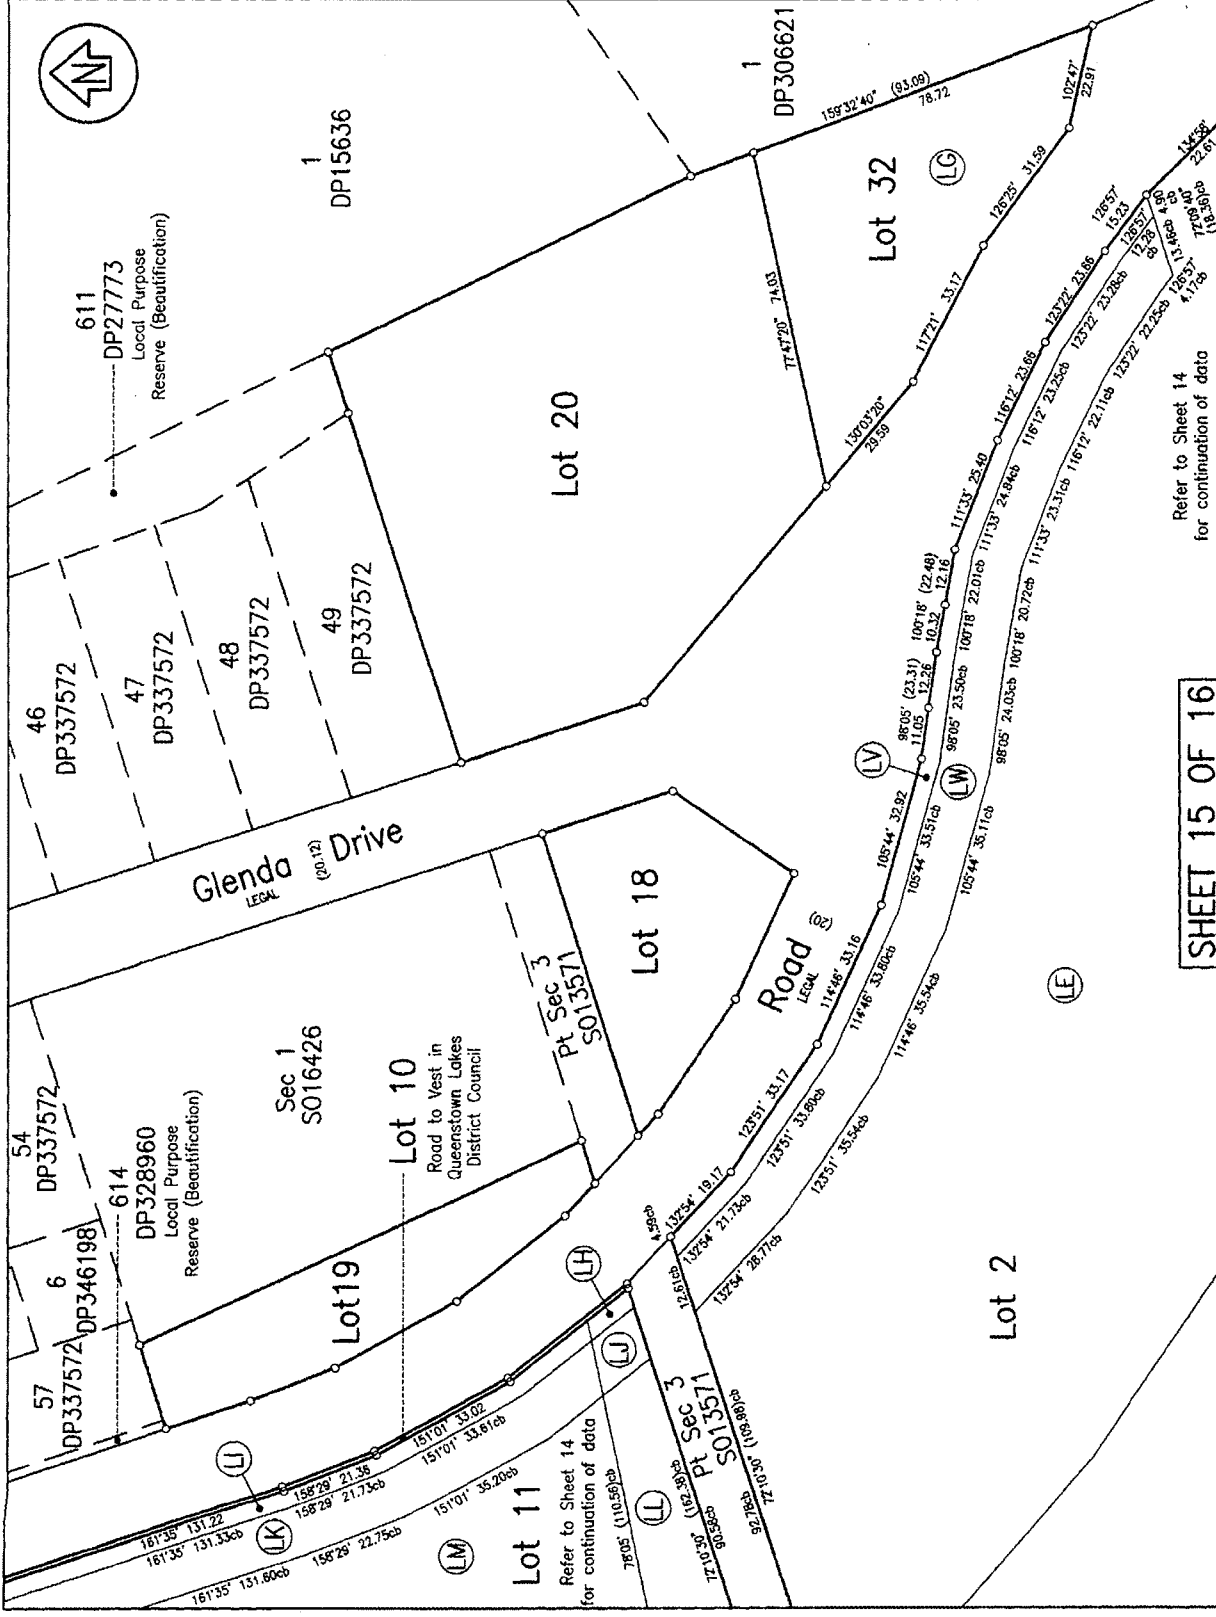 N
611
DP27773
Local Purpose
Reserve (Beautification)
1
DP15636
1
DP306621
159°32'40" (93.09)
78.72
102°47'
22.91
Lot 32
LG
126°25' 31.59
117°21' 33.17
77°47'20" 74.03
130°03'20"
29.59
Lot 20
46
DP337572
47
DP337572
48
DP337572
49
DP337572
Glenda Drive
LEGAL
(20.12)
54
DP337572
6
DP346198
57
DP337572
614
DP328960
Local Purpose
Reserve (Beautification)
Sec 1
SO16426
Pt Sec 3
SO13571
Lot 18
Lot 10
Road to Vest in
Queenstown Lakes
District Council
Lot19
Road
LEGAL
(20)
134°58'
22.61
126°57'
15.23
126°57'
12.28
cb
13.46cb
4.90
cb
72°09'40"
(18.36)cb
126°57'
4.17cb
123°22' 23.66
123°22' 23.28cb
123°22' 22.25cb
116°12' 23.66
116°12' 23.25cb
116°12' 22.11cb
111°33' 25.40
111°33' 24.84cb
111°33' 23.31cb
100°18' (22.48)
10.32
12.16
100°18' 22.01cb
100°18' 20.72cb
98°05' (23.31)
11.05
12.26
98°05' 23.50cb
98°05' 24.03cb
LV
LW
105°44' 32.92
105°44' 33.51cb
105°44' 35.11cb
114°46' 33.16
114°46' 33.80cb
114°46' 35.54cb
123°51' 33.17
123°51' 33.80cb
123°51' 35.54cb
132°54' 19.17
132°54' 21.73cb
132°54' 28.77cb
4.59cb
12.61cb
LE
Lot 2
LH
LJ
LI
LK
LM
LL
161°35' 131.22
161°35' 131.33cb
161°35' 131.60cb
158°29' 21.36
158°29' 21.73cb
158°29' 22.75cb
151°01' 33.02
151°01' 33.61cb
151°01' 35.20cb
Lot 11
Refer to Sheet 14
for continuation of data
78°05' (110.56)cb
72°10'30" (162.38)cb
90.58cb
Pt Sec 3
SO13571
72°10'30" (109.98)cb
92.78cb
Refer to Sheet 14
for continuation of data
SHEET 15 OF 16